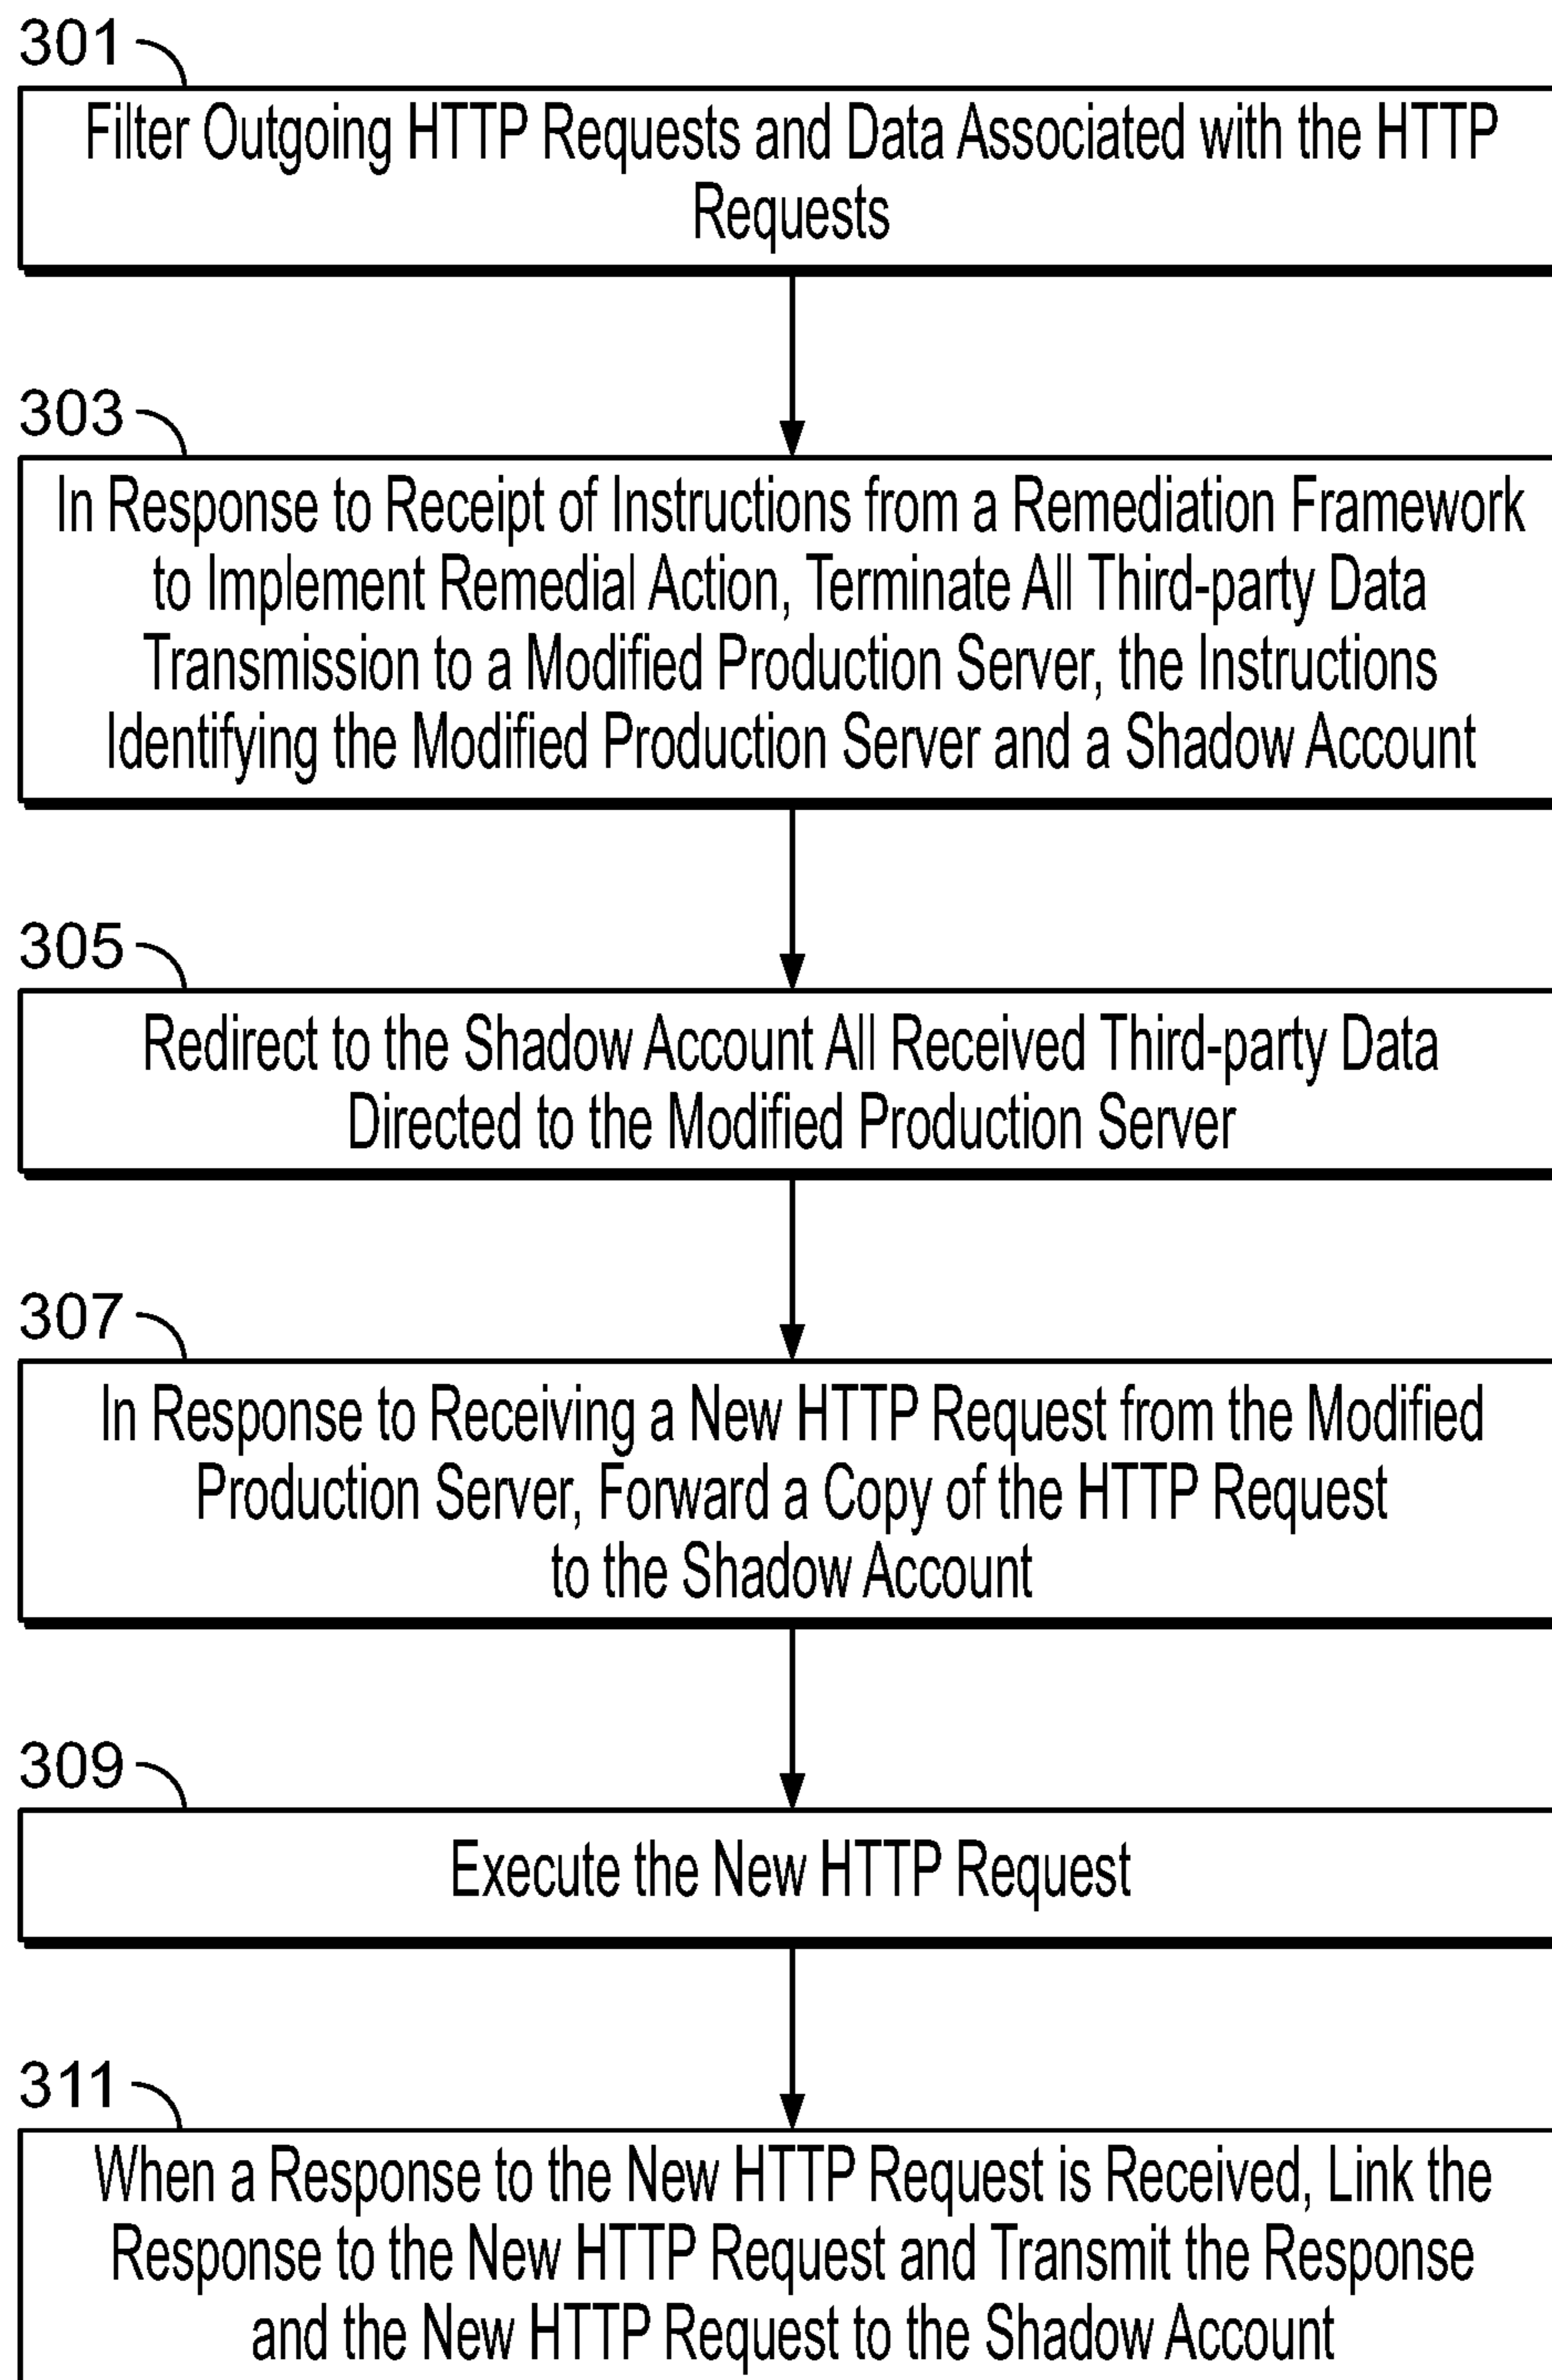 301
Filter Outgoing HTTP Requests and Data Associated with the HTTP
Requests
303
In Response to Receipt of Instructions from a Remediation Framework
to Implement Remedial Action, Terminate All Third-party Data
Transmission to a Modified Production Server, the Instructions
Identifying the Modified Production Server and a Shadow Account
305
Redirect to the Shadow Account All Received Third-party Data
Directed to the Modified Production Server
307
In Response to Receiving a New HTTP Request from the Modified
Production Server, Forward a Copy of the HTTP Request
to the Shadow Account
309
Execute the New HTTP Request
311
When a Response to the New HTTP Request is Received, Link the
Response to the New HTTP Request and Transmit the Response
and the New HTTP Request to the Shadow Account